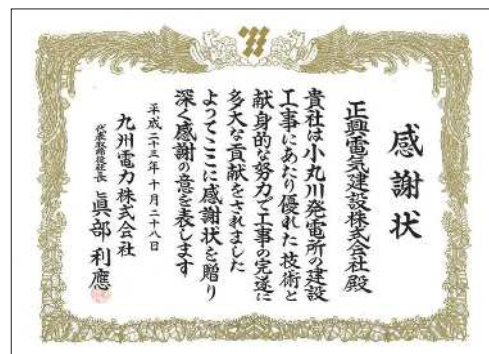 感謝状
正興電気建設株式会社殿
貴社は小丸川発電所の建設
工事にあたり優れた技術と
献身的な努力で工事の完遂に
多大な貢献をされました
よってここに感謝状を贈り
深く感謝の意を表します
平成二十三年十月二十八日
九州電力株式会社
代表取締役社長 眞部利應